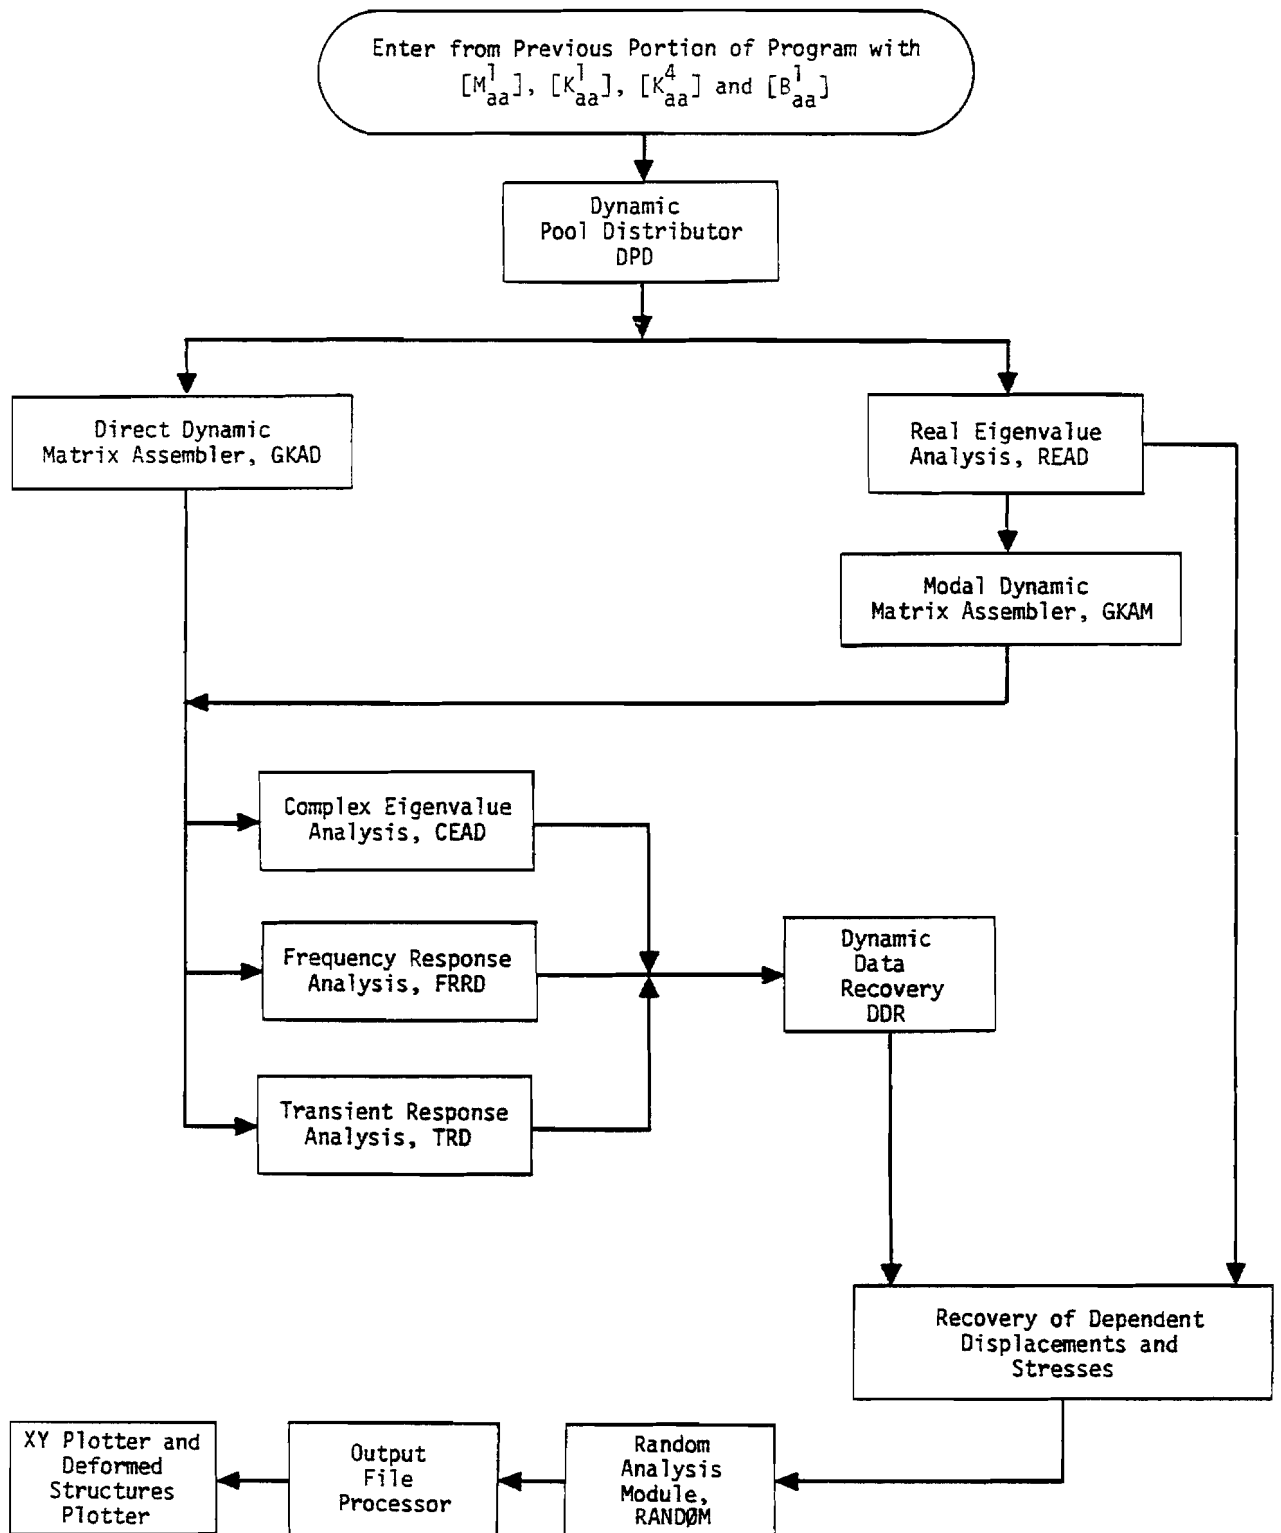 Enter from Previous Portion of Program with
[M¹aa], [K¹aa], [K⁴aa] and [B¹aa]
Dynamic
Pool Distributor
DPD
Direct Dynamic
Matrix Assembler, GKAD
Real Eigenvalue
Analysis, READ
Modal Dynamic
Matrix Assembler, GKAM
Complex Eigenvalue
Analysis, CEAD
Frequency Response
Analysis, FRRD
Dynamic
Data
Recovery
DDR
Transient Response
Analysis, TRD
Recovery of Dependent
Displacements and
Stresses
XY Plotter and
Deformed
Structures
Plotter
Output
File
Processor
Random
Analysis
Module,
RANDØM